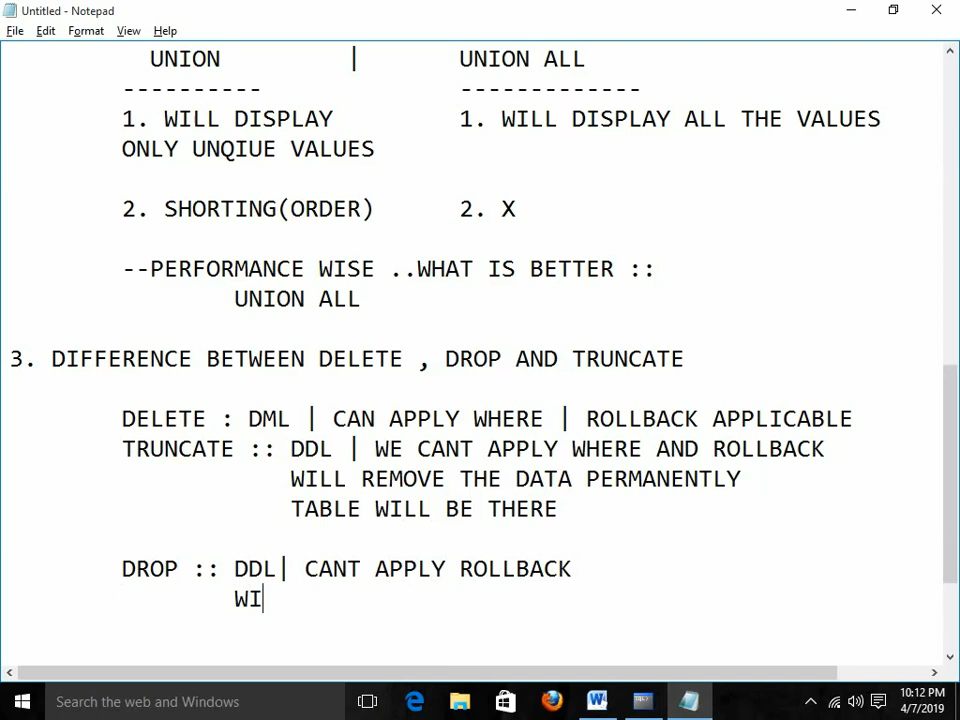 Untitled - Notepad
File Edit Format View Help
UNION | UNION ALL
---------- -------------
1. WILL DISPLAY 1. WILL DISPLAY ALL THE VALUES
ONLY UNQIUE VALUES
2. SHORTING(ORDER) 2. X
--PERFORMANCE WISE ..WHAT IS BETTER ::
UNION ALL
3. DIFFERENCE BETWEEN DELETE , DROP AND TRUNCATE
DELETE : DML | CAN APPLY WHERE | ROLLBACK APPLICABLE
TRUNCATE :: DDL | WE CANT APPLY WHERE AND ROLLBACK
WILL REMOVE THE DATA PERMANENTLY
TABLE WILL BE THERE
DROP :: DDL| CANT APPLY ROLLBACK
WI
Search the web and Windows
10:12 PM
4/7/2019